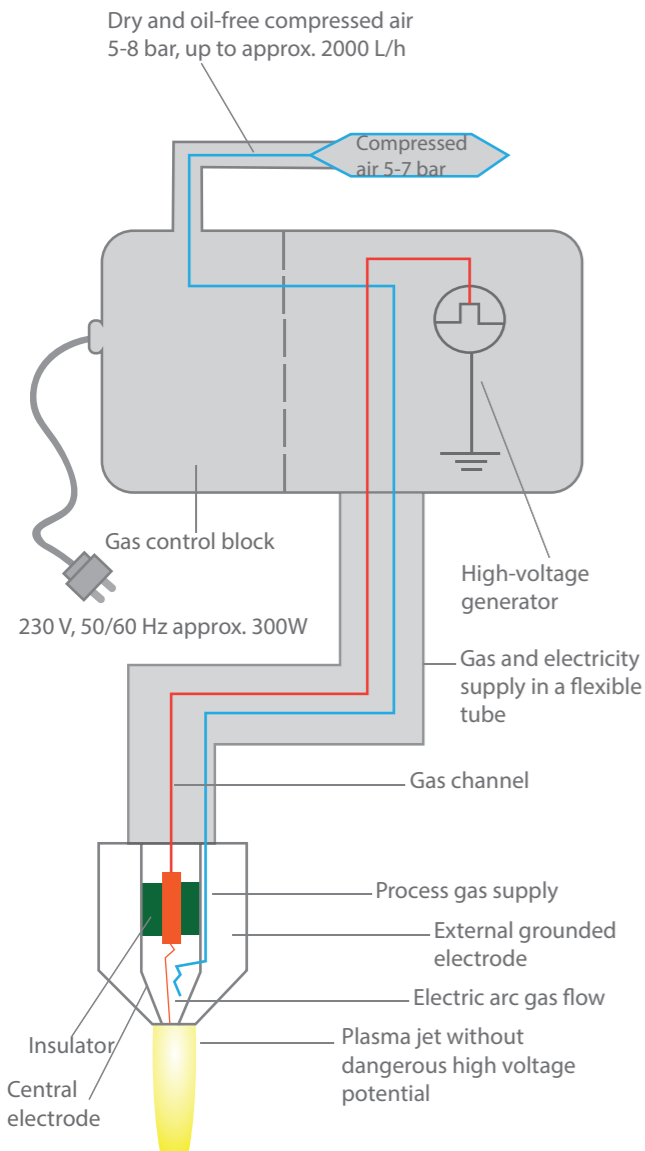 Dry and oil-free compressed air
5-8 bar, up to approx. 2000 L/h
Compressed
air 5-7 bar
Gas control block
230 V, 50/60 Hz approx. 300W
High-voltage
generator
Gas and electricity
supply in a flexible
tube
Gas channel
Process gas supply
External grounded
electrode
Electric arc gas flow
Insulator
Central
electrode
Plasma jet without
dangerous high voltage
potential